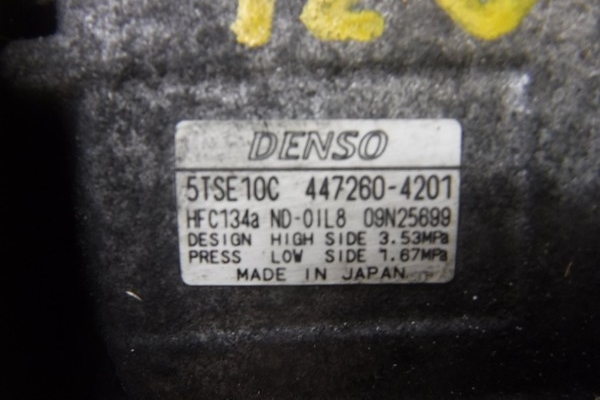 120
DENSO
5TSE10C 447260-4201
HFC134a ND-OIL8 09N25699
DESIGN HIGH SIDE 3.53MPa
PRESS LOW SIDE 1.67MPa
MADE IN JAPAN